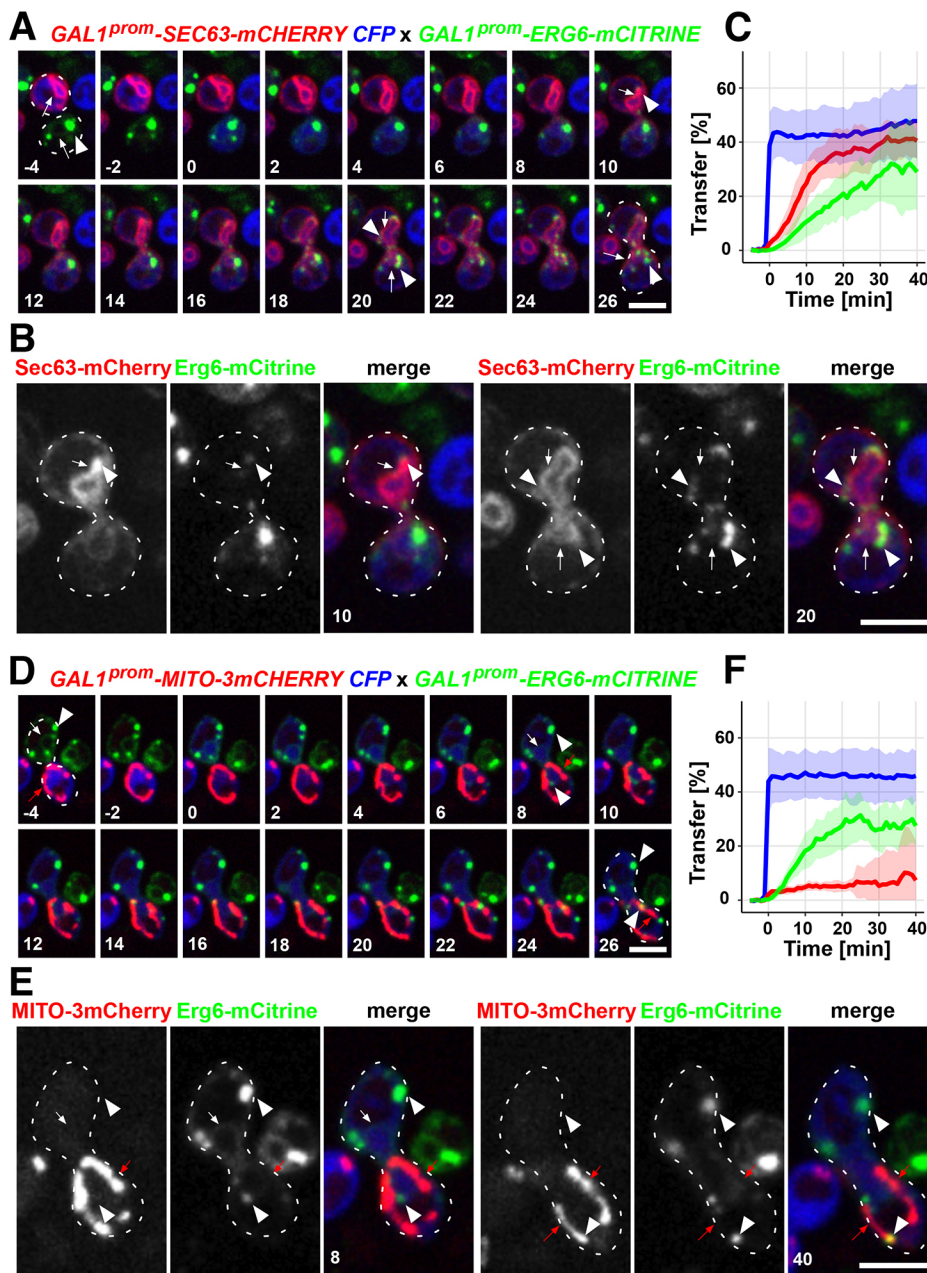 A
GAL1prom-SEC63-mCHERRY CFP x GAL1prom-ERG6-mCITRINE
-4 -2 0 2 4 6 8 10
12 14 16 18 20 22 24 26
C
Transfer [%]
60
40
20
0
0 10 20 30 40
Time [min]
B
Sec63-mCherry Erg6-mCitrine merge Sec63-mCherry Erg6-mCitrine merge
10 20
D
GAL1prom-MITO-3mCHERRY CFP x GAL1prom-ERG6-mCITRINE
-4 -2 0 2 4 6 8 10
12 14 16 18 20 22 24 26
F
Transfer [%]
60
40
20
0
0 10 20 30 40
Time [min]
E
MITO-3mCherry Erg6-mCitrine merge MITO-3mCherry Erg6-mCitrine merge
8 40